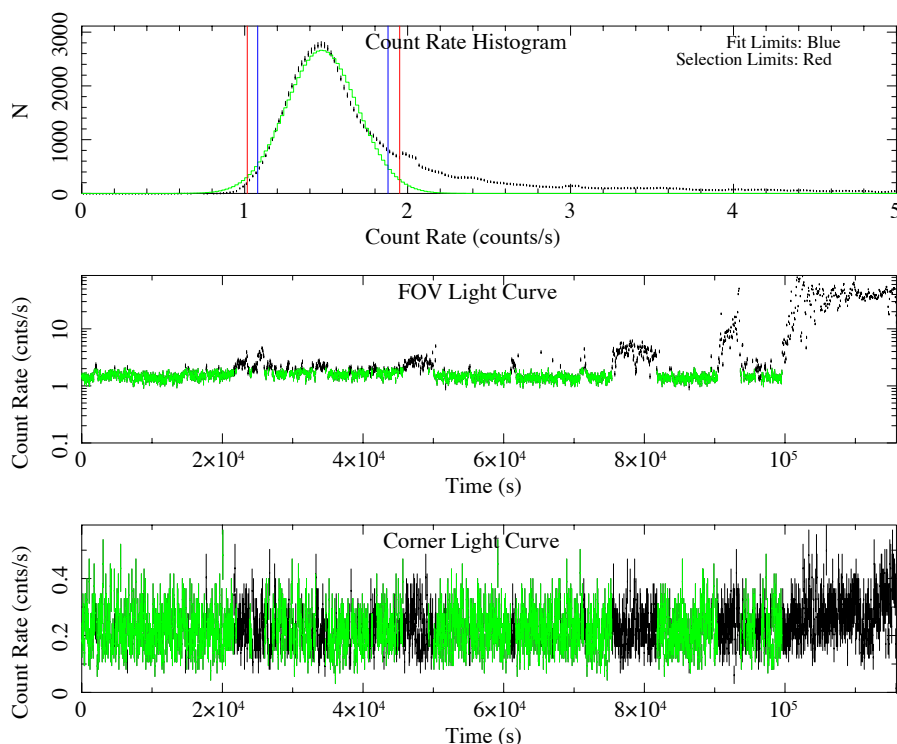 Count Rate Histogram
Fit Limits: Blue
Selection Limits: Red
N
0 1000 2000 3000
0 1 2 3 4 5
Count Rate (counts/s)
FOV Light Curve
Count Rate (cnts/s)
0.1 1 10
0 2×10⁴ 4×10⁴ 6×10⁴ 8×10⁴ 10⁵
Time (s)
Corner Light Curve
Count Rate (cnts/s)
0 0.2 0.4
0 2×10⁴ 4×10⁴ 6×10⁴ 8×10⁴ 10⁵
Time (s)